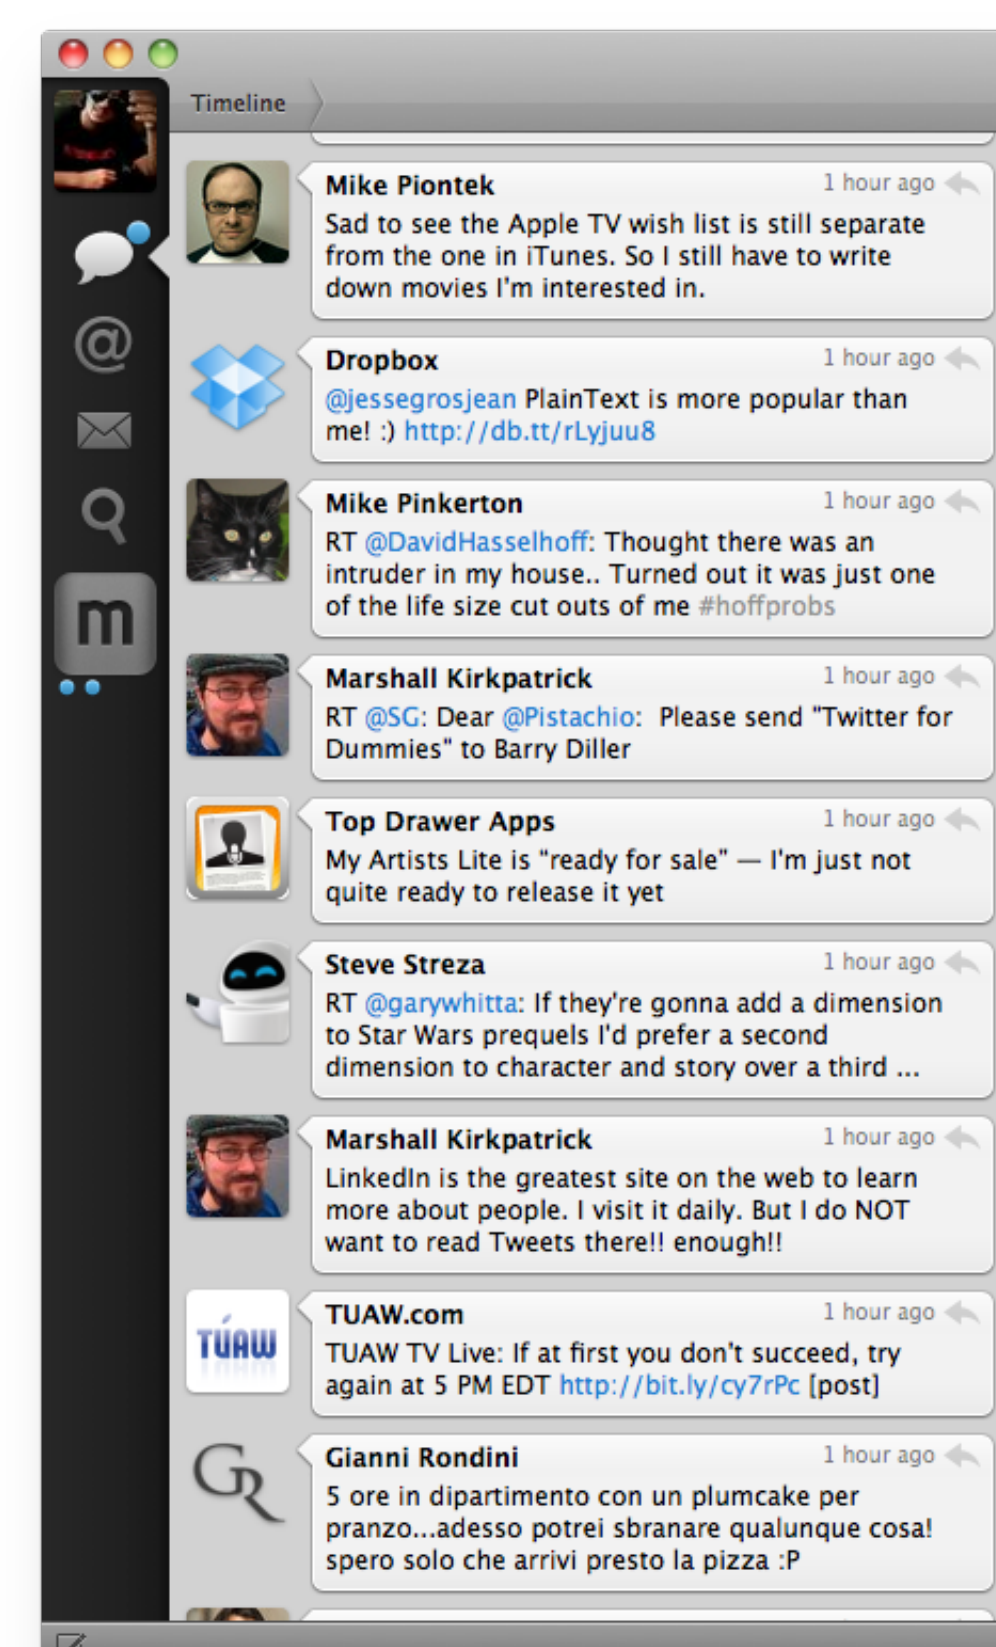 Timeline
Mike Piontek
1 hour ago
Sad to see the Apple TV wish list is still separate
from the one in iTunes. So I still have to write
down movies I'm interested in.
Dropbox
1 hour ago
@jessegrosjean PlainText is more popular than
me! :) http://db.tt/rLyjuu8
Mike Pinkerton
1 hour ago
RT @DavidHasselhoff: Thought there was an
intruder in my house.. Turned out it was just one
of the life size cut outs of me #hoffprobs
m
Marshall Kirkpatrick
1 hour ago
RT @SG: Dear @Pistachio:  Please send "Twitter for
Dummies" to Barry Diller
Top Drawer Apps
1 hour ago
My Artists Lite is "ready for sale" — I'm just not
quite ready to release it yet
Steve Streza
1 hour ago
RT @garywhitta: If they're gonna add a dimension
to Star Wars prequels I'd prefer a second
dimension to character and story over a third ...
Marshall Kirkpatrick
1 hour ago
LinkedIn is the greatest site on the web to learn
more about people. I visit it daily. But I do NOT
want to read Tweets there!! enough!!
TÚAW
TUAW.com
1 hour ago
TUAW TV Live: If at first you don't succeed, try
again at 5 PM EDT http://bit.ly/cy7rPc [post]
GR
Gianni Rondini
1 hour ago
5 ore in dipartimento con un plumcake per
pranzo...adesso potrei sbranare qualunque cosa!
spero solo che arrivi presto la pizza :P